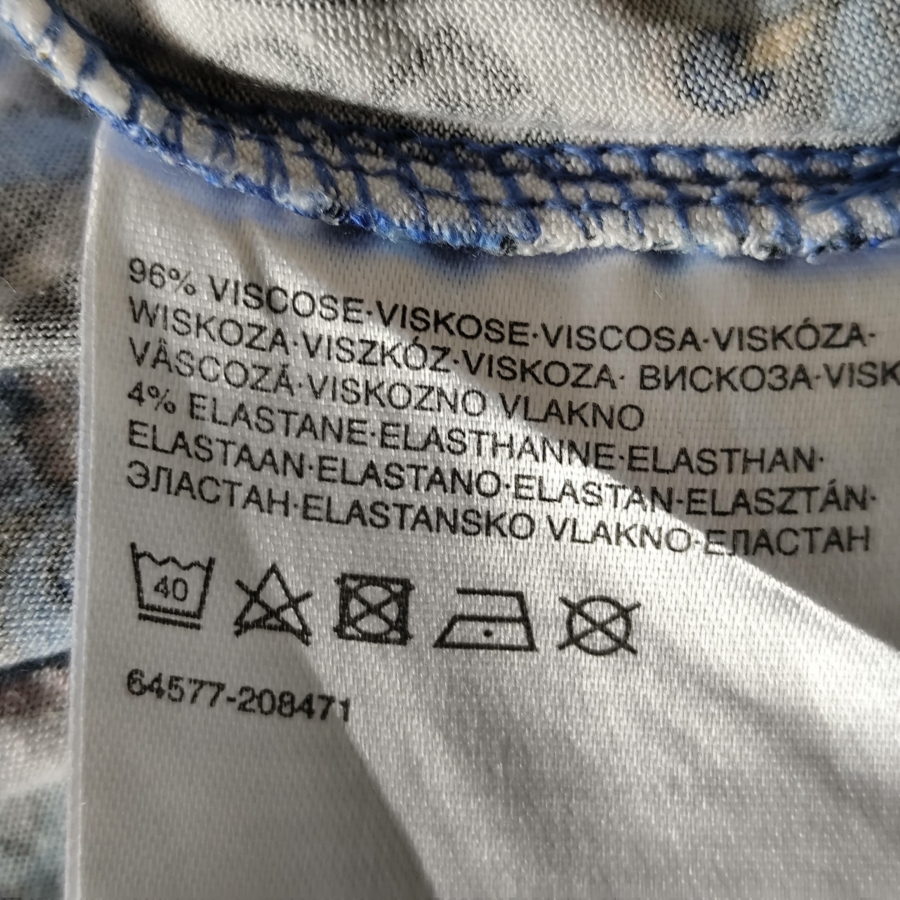 96% VISCOSE·VISKOSE·VISCOSA·VISKÓZA·
WISKOZA·VISZKÓZ·VISKOZA· ВИСКОЗА·VISK
VÂSCOZĂ·VISKOZNO VLAKNO
4% ELASTANE·ELASTHANNE·ELASTHAN·
ELASTAAN·ELASTANO·ELASTAN·ELASZTÁN·
ЭЛАСТАН·ELASTANSKO VLAKNO·ЕЛАСТАН
40
64577-208471